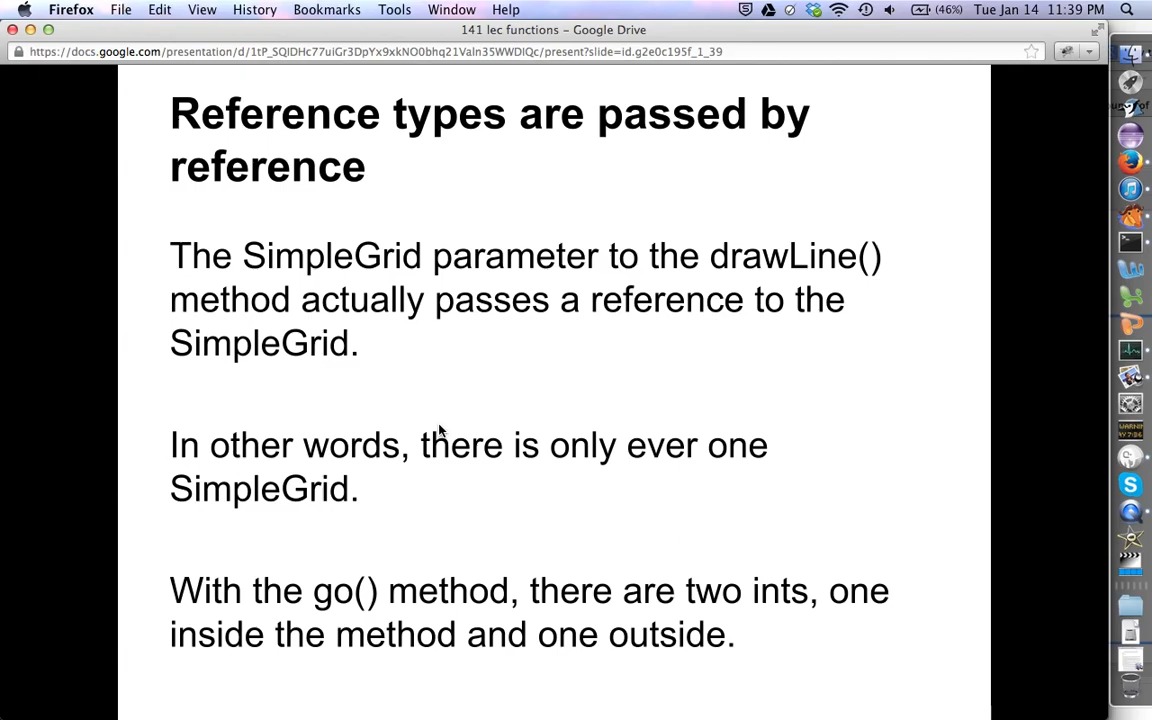 Firefox File Edit View History Bookmarks Tools Window Help (46%) Tue Jan 14 11:39 PM
141 lec functions – Google Drive
https://docs.google.com/presentation/d/1tP_SQlDHc77uiGr3DpYx9xkNO0bhq21Valn35WWDlQc/present?slide=id.g2e0c195f_1_39
Reference types are passed by
reference
The SimpleGrid parameter to the drawLine()
method actually passes a reference to the
SimpleGrid.
In other words, there is only ever one
SimpleGrid.
With the go() method, there are two ints, one
inside the method and one outside.